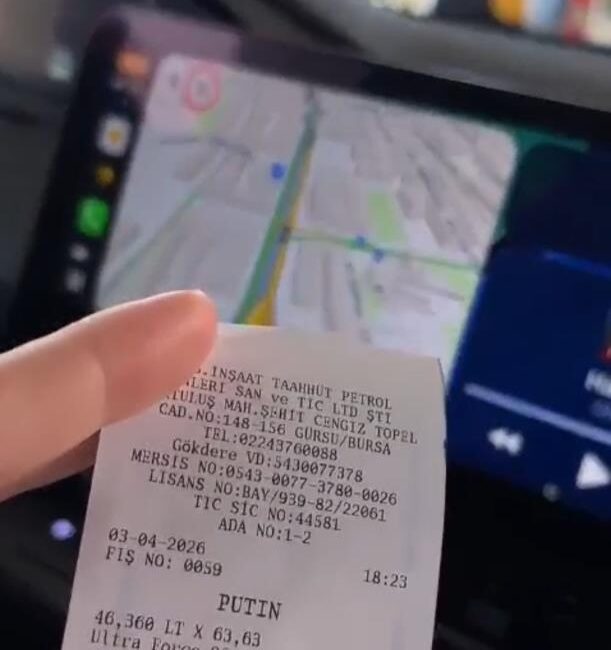 .İNŞAAT TAAHHÜT PETROL
LERİ SAN ve TİC LTD ŞTİ
TULUŞ MAH.ŞEHİT CENGİZ TOPEL
CAD.NO:148-156 GÜRSU/BURSA
TEL:02243760088
Gökdere VD:5430077378
MERSİS NO:0543-0077-3780-0026
LİSANS NO:BAY/939-82/22061
TİC SİC NO:44581
ADA NO:1-2
03-04-2026
18:23
FİŞ NO: 0059
PUTIN
46,360 LT X 63,63
Ultra Force